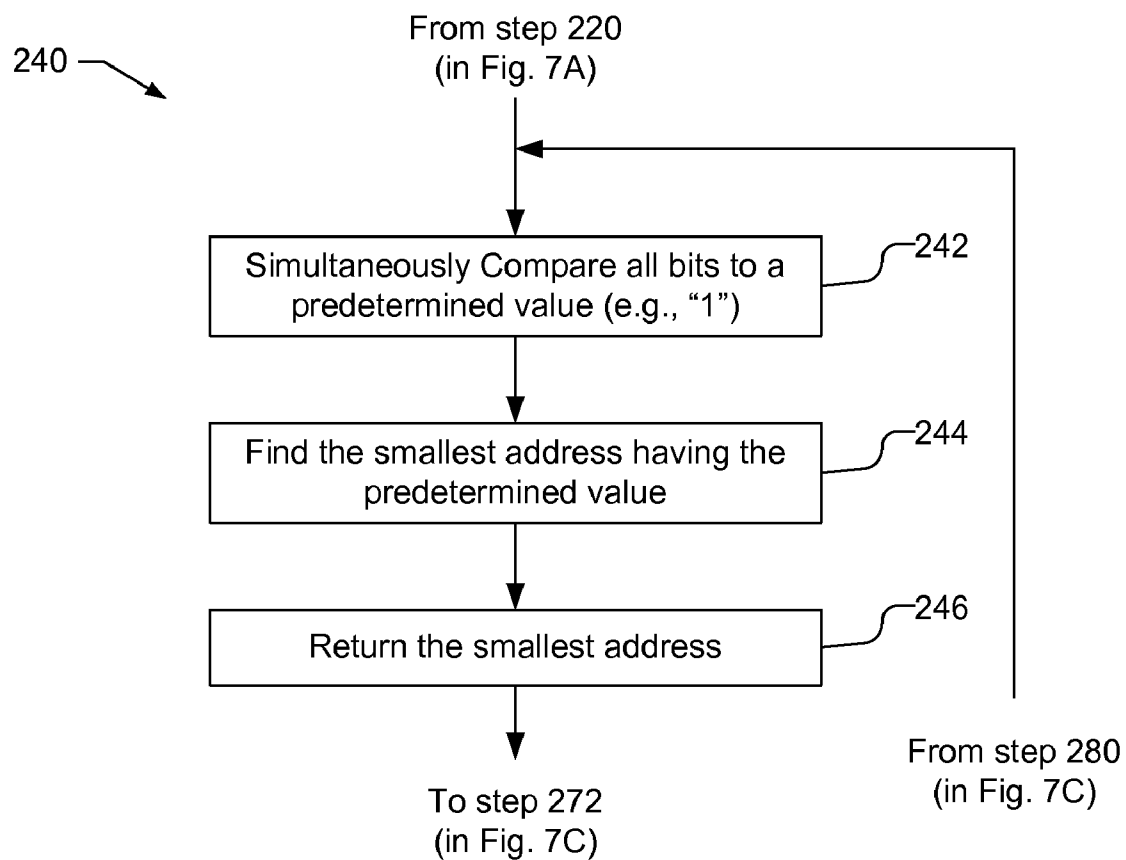 From step 220
(in Fig. 7A)
240
Simultaneously Compare all bits to a
predetermined value (e.g., “1”)
242
Find the smallest address having the
predetermined value
244
Return the smallest address
246
From step 280
(in Fig. 7C)
To step 272
(in Fig. 7C)